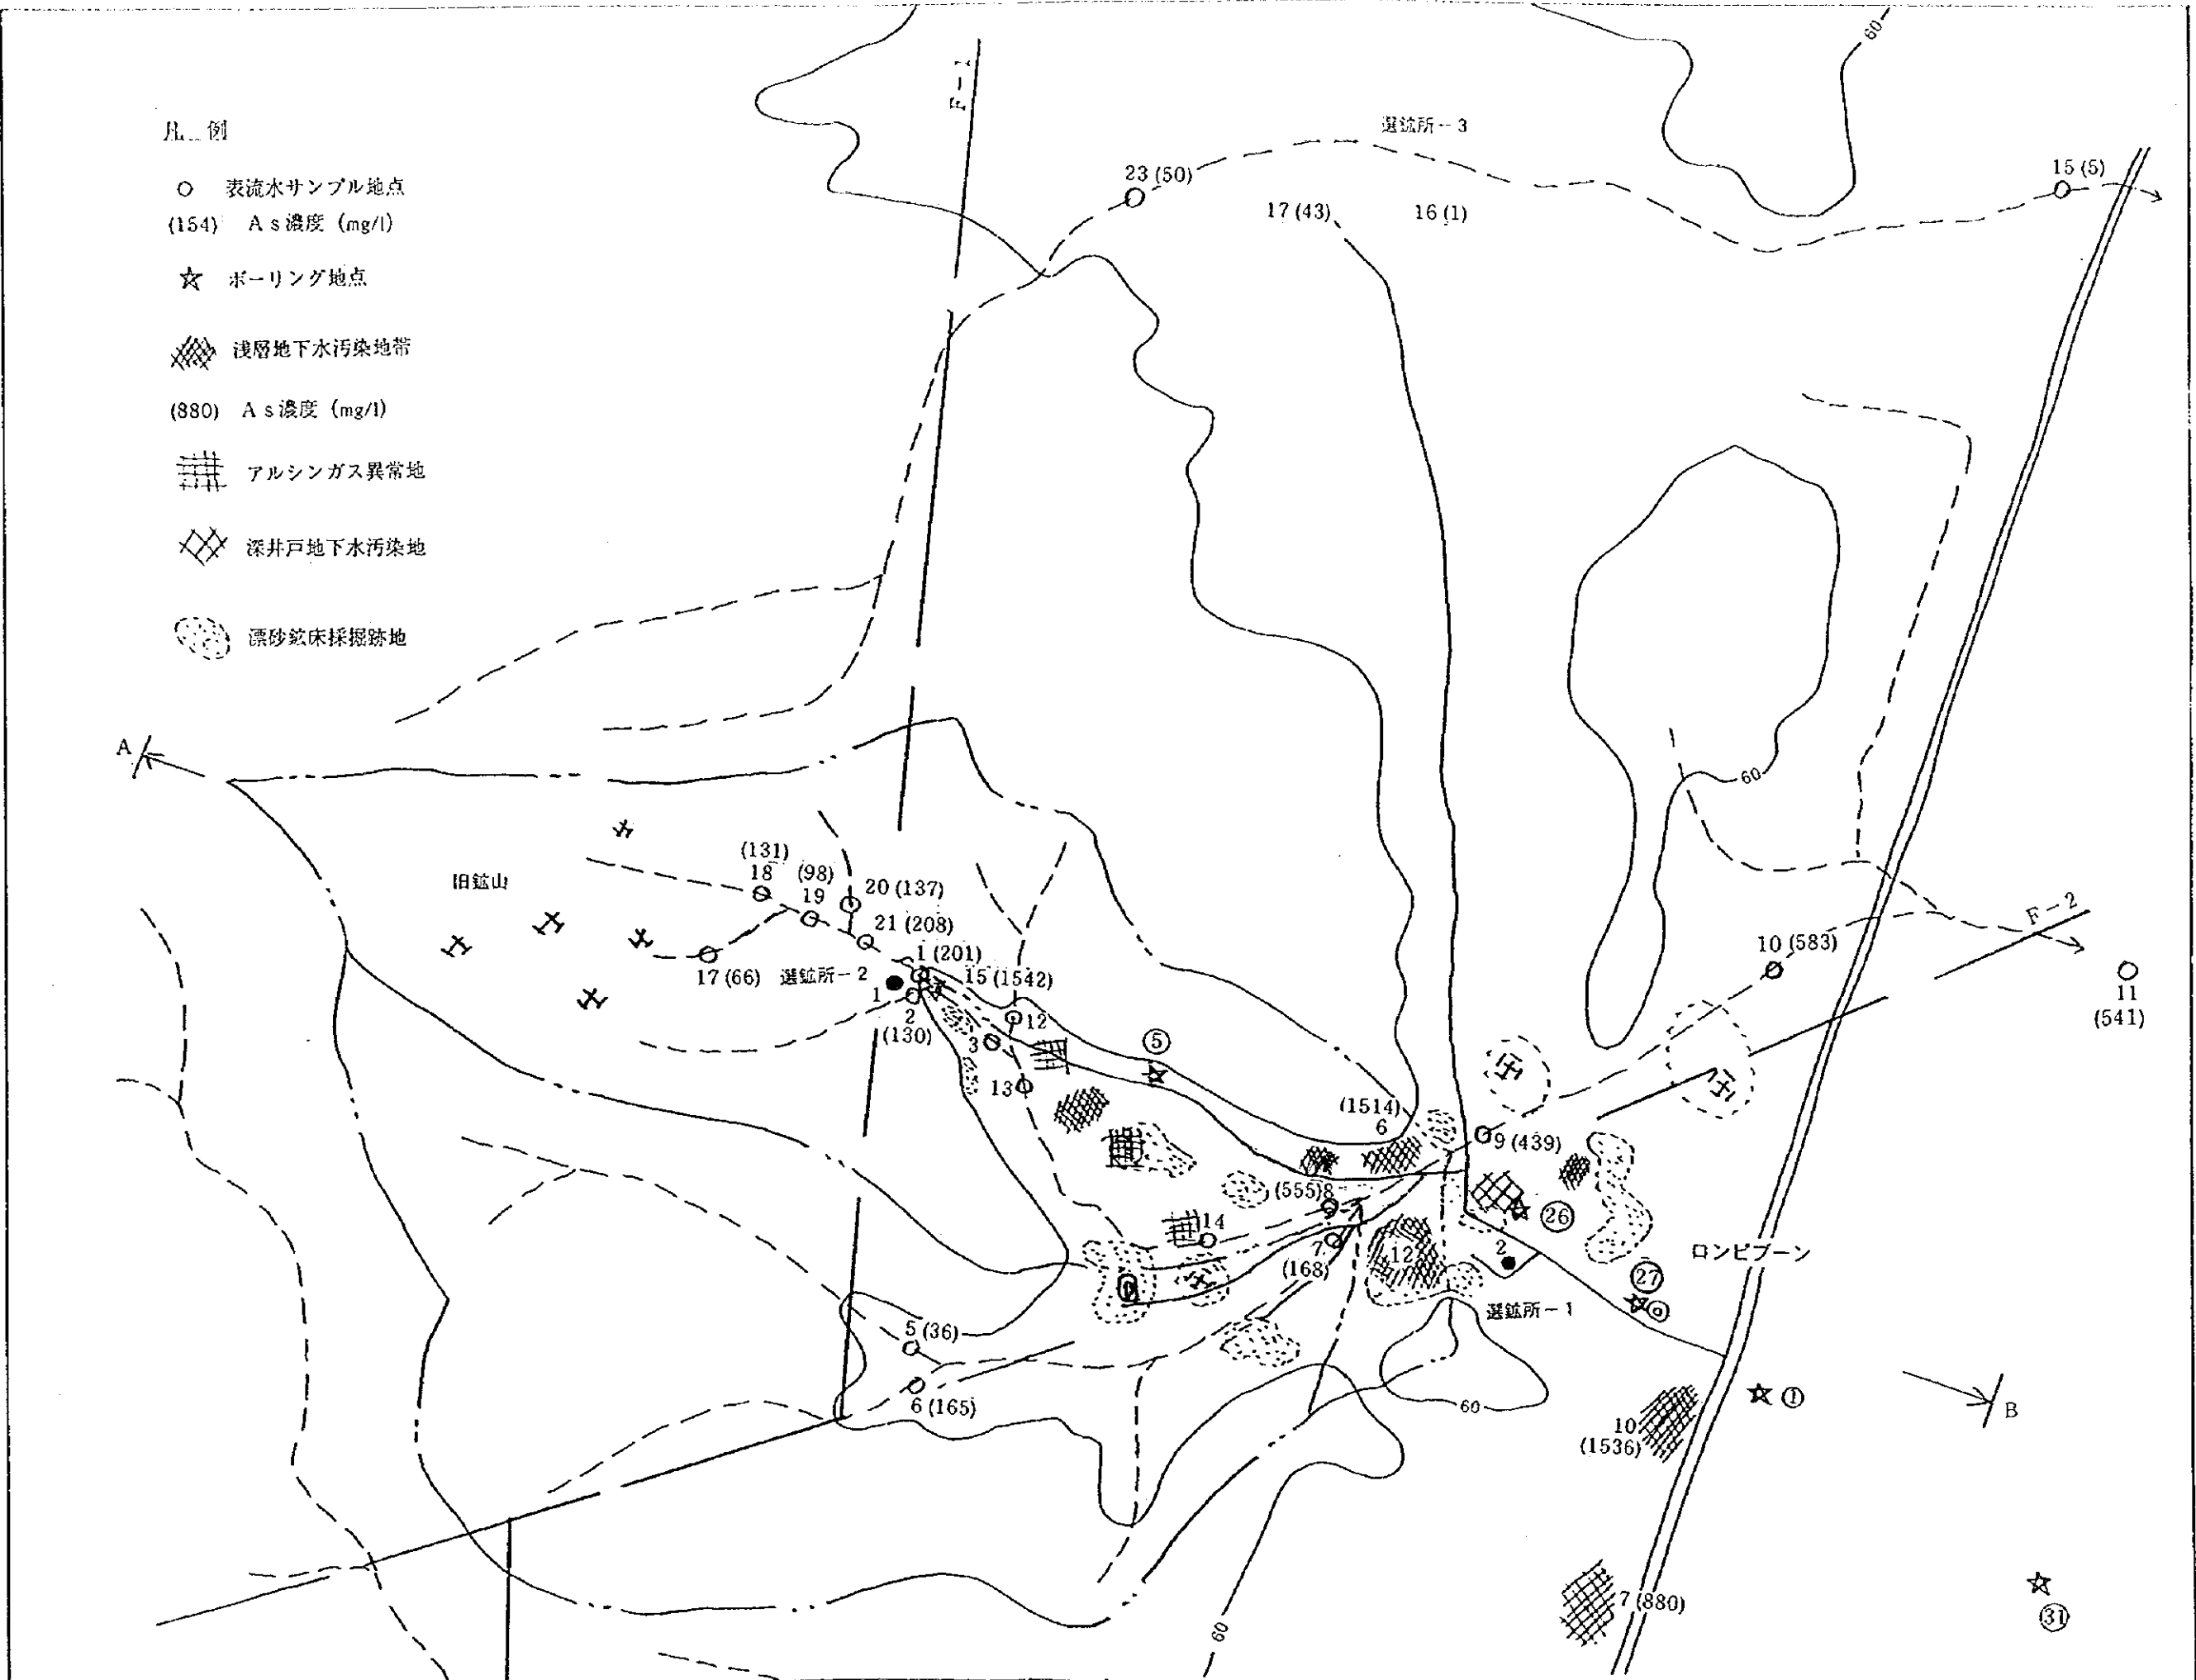 凡 例
表流水サンプル地点
(154) As濃度 (mg/l)
ボーリング地点
浅層地下水汚染地帯
(880) As濃度 (mg/l)
アルシンガス異常地
深井戸地下水汚染地
漂砂鉱床採掘跡地
F-1
60
選鉱所-3
23 (50)
17 (43)
16 (1)
15 (5)
A
60
旧鉱山
(131)
18
(98)
19
20 (137)
21 (208)
17 (66)
選鉱所-2
1 (201)
15 (1542)
1
2
(130)
12
3
13
⑤
F-2
10 (583)
11
(541)
(1514)
6
9 (439)
(555)8
14
7
(168)
12
2
㉖
ロンピブーン
㉗
選鉱所-1
5 (36)
6 (165)
60
①
B
10
(1536)
7 (880)
㉛
60